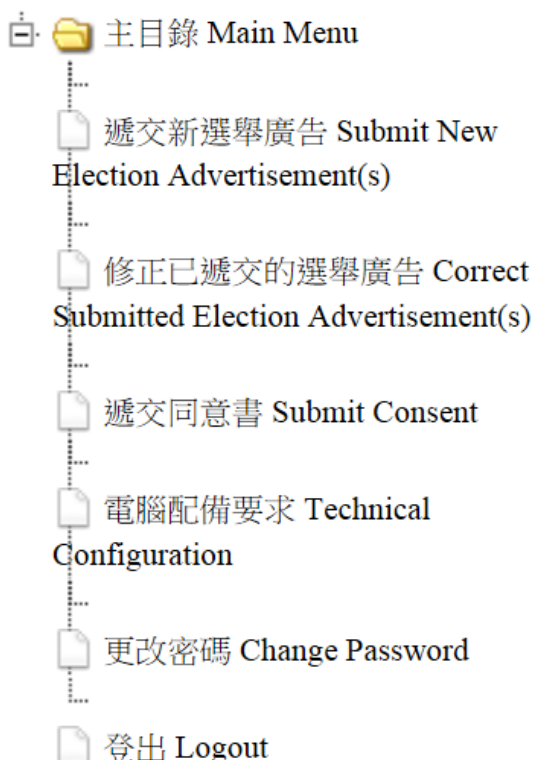 主目錄 Main Menu
遞交新選舉廣告 Submit New
Election Advertisement(s)
修正已遞交的選舉廣告 Correct
Submitted Election Advertisement(s)
遞交同意書 Submit Consent
電腦配備要求 Technical
Configuration
更改密碼 Change Password
登出 Logout